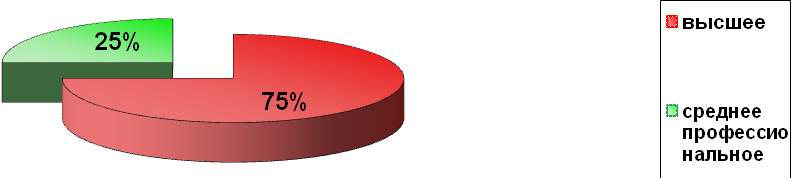 25%
75%
высшее
среднее
профессио
нальное